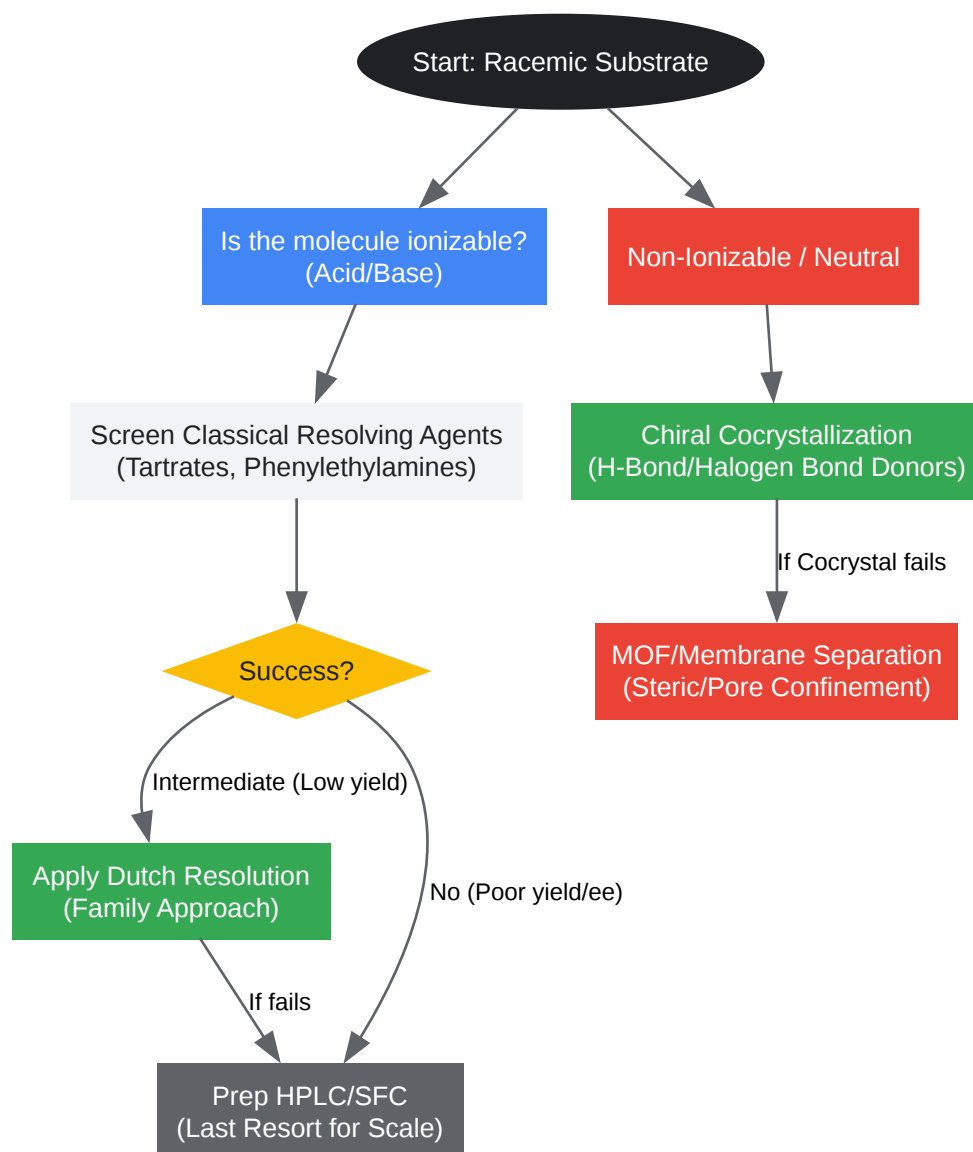 Start: Racemic Substrate
Is the molecule ionizable?
(Acid/Base)
Non-Ionizable / Neutral
Screen Classical Resolving Agents
(Tartrates, Phenylethylamines)
Chiral Cocrystallization
(H-Bond/Halogen Bond Donors)
If Cocrystal fails
Success?
MOF/Membrane Separation
(Steric/Pore Confinement)
Intermediate (Low yield)
Apply Dutch Resolution
(Family Approach)
No (Poor yield/ee)
If fails
Prep HPLC/SFC
(Last Resort for Scale)